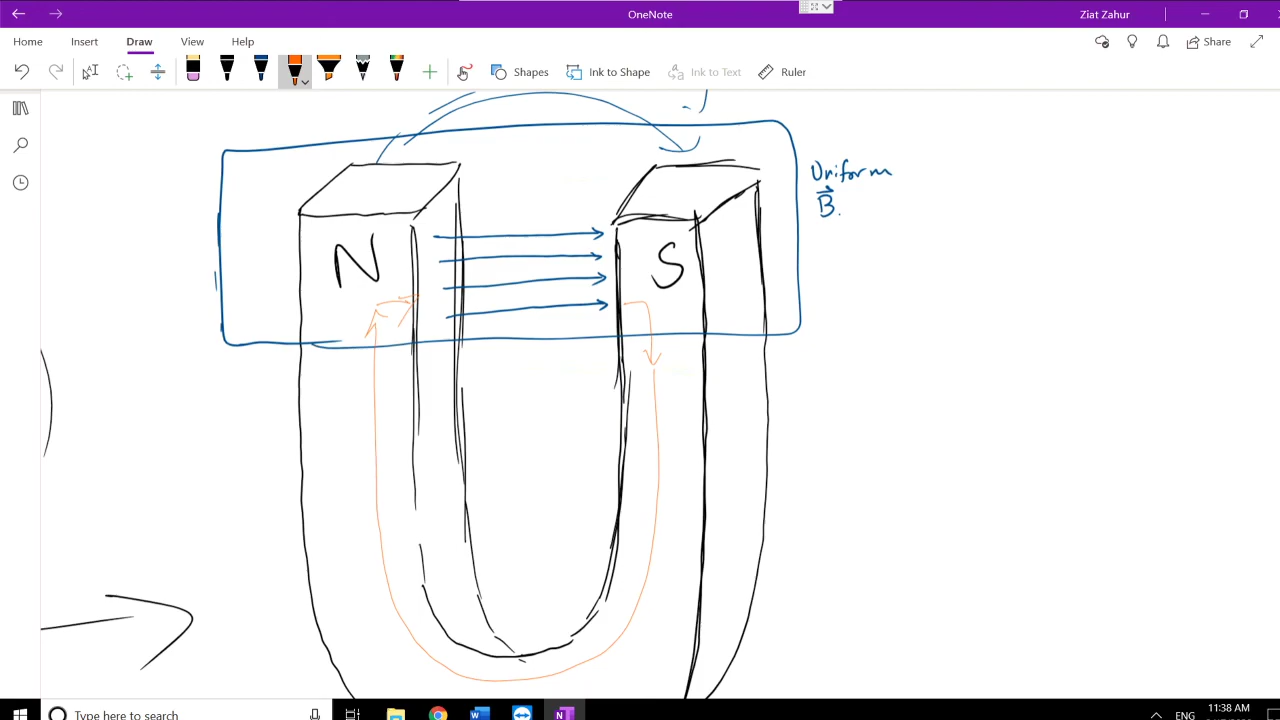 OneNote
Ziat Zahur
Home Insert Draw View Help
Share
Shapes
Ink to Shape
Ink to Text
Ruler
Uniform
B.
N
S
Type here to search
ENG
11:38 AM